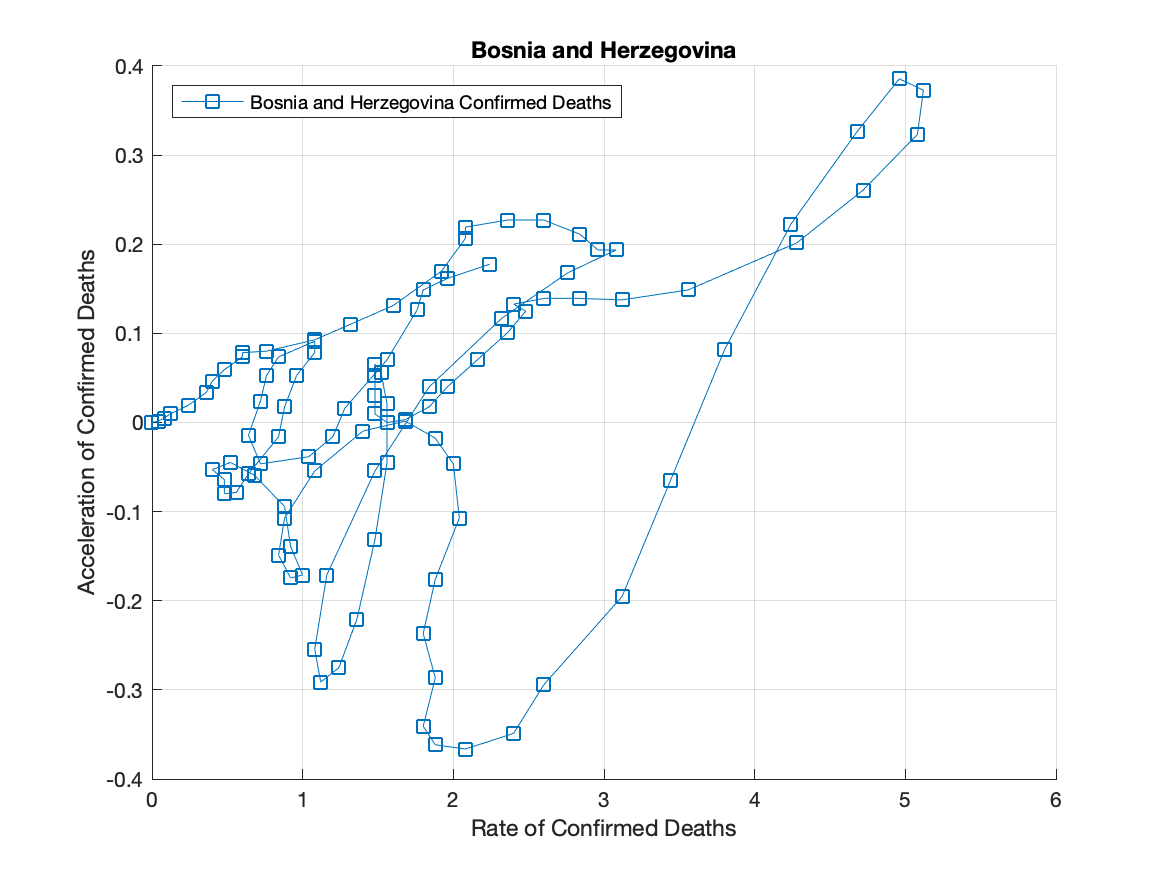 Bosnia and Herzegovina
0.4
Bosnia and Herzegovina Confirmed Deaths
0.3
0.2
0.1
0
-0.1
-0.2
-0.3
-0.4
Acceleration of Confirmed Deaths
0 1 2 3 4 5 6
Rate of Confirmed Deaths